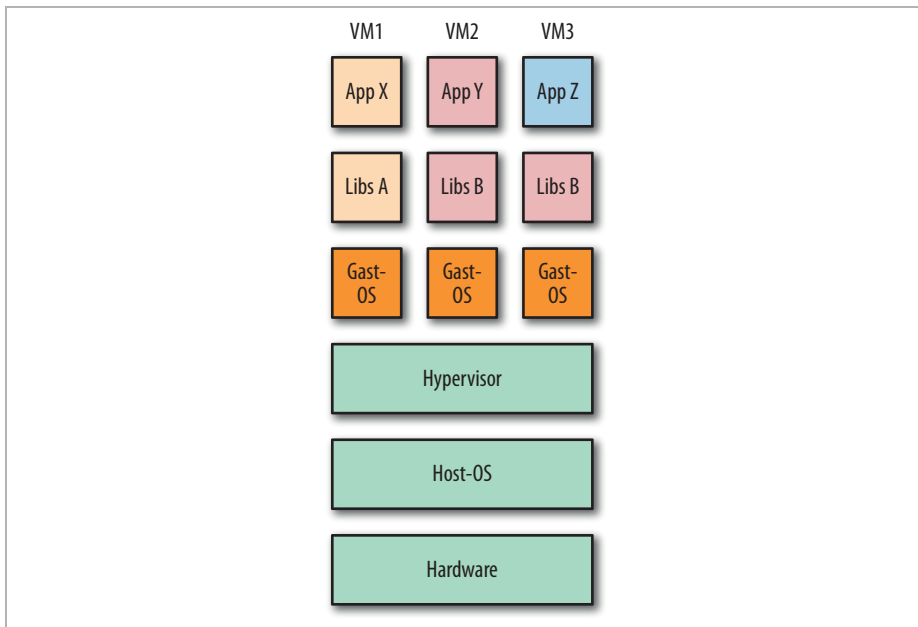 VM1 VM2 VM3
App X App Y App Z
Libs A Libs B Libs B
Gast- Gast- Gast-
OS OS OS
Hypervisor
Host-OS
Hardware